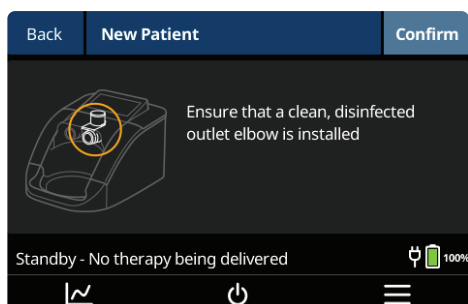 Back New Patient Confirm
Ensure that a clean, disinfected
outlet elbow is installed
Standby - No therapy being delivered 100%